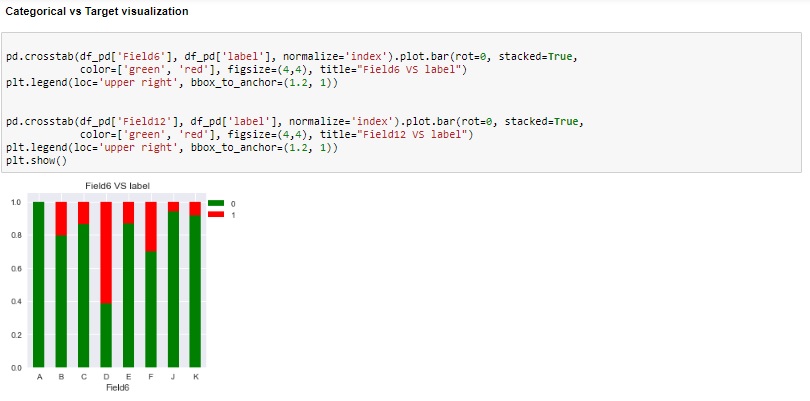 Categorical vs Target visualization
pd.crosstab(df_pd['Field6'], df_pd['label'], normalize='index').plot.bar(rot=0, stacked=True,
color=['green', 'red'], figsize=(4,4), title="Field6 VS label")
plt.legend(loc='upper right', bbox_to_anchor=(1.2, 1))
pd.crosstab(df_pd['Field12'], df_pd['label'], normalize='index').plot.bar(rot=0, stacked=True,
color=['green', 'red'], figsize=(4,4), title="Field12 VS label")
plt.legend(loc='upper right', bbox_to_anchor=(1.2, 1))
plt.show()
Field6 VS label
0
1
1.0
0.8
0.6
0.4
0.2
0.0
A B C D E F J K
Field6